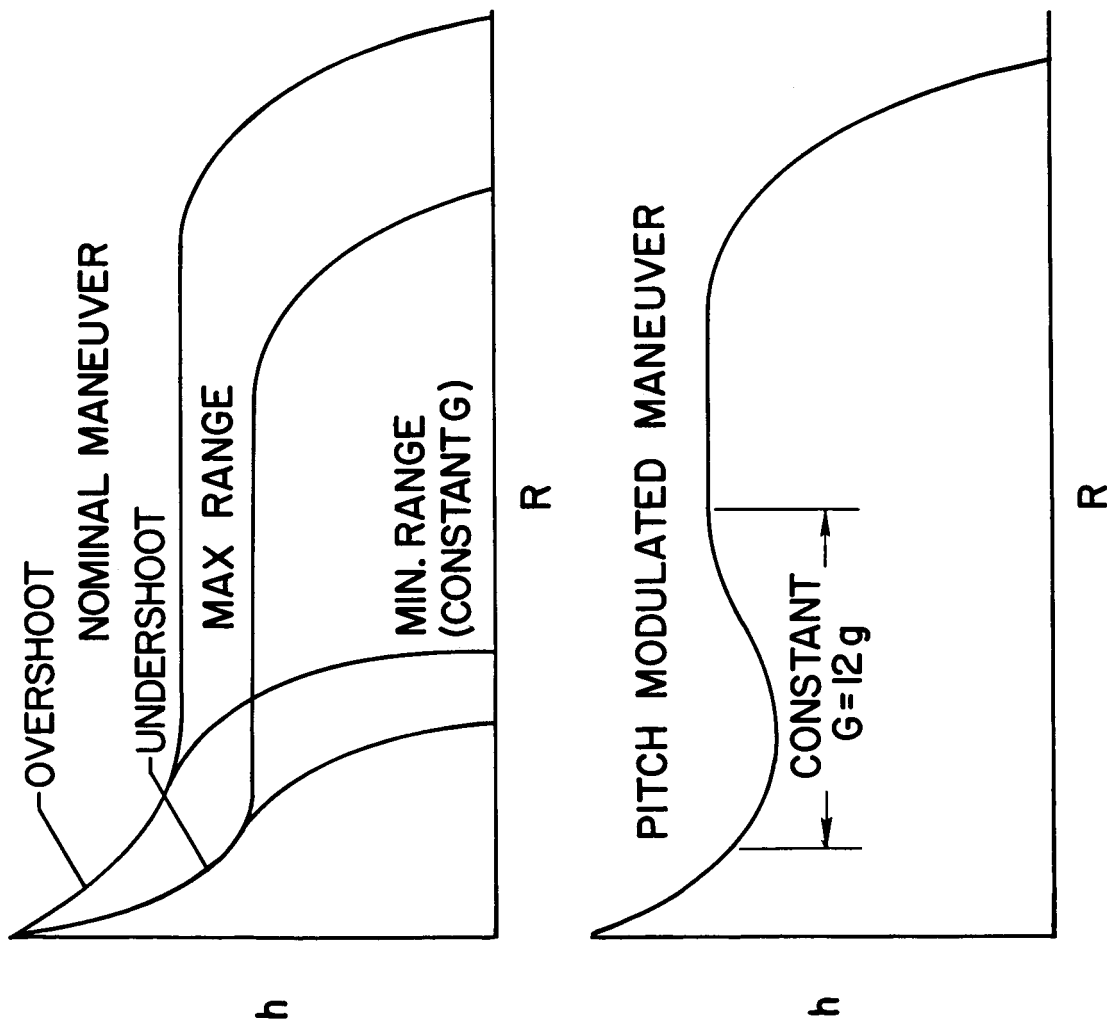 OVERSHOOT
NOMINAL MANEUVER
UNDERSHOOT
MAX RANGE
MIN. RANGE
(CONSTANT G)
h
R
PITCH MODULATED MANEUVER
CONSTANT
G=12g
h
R